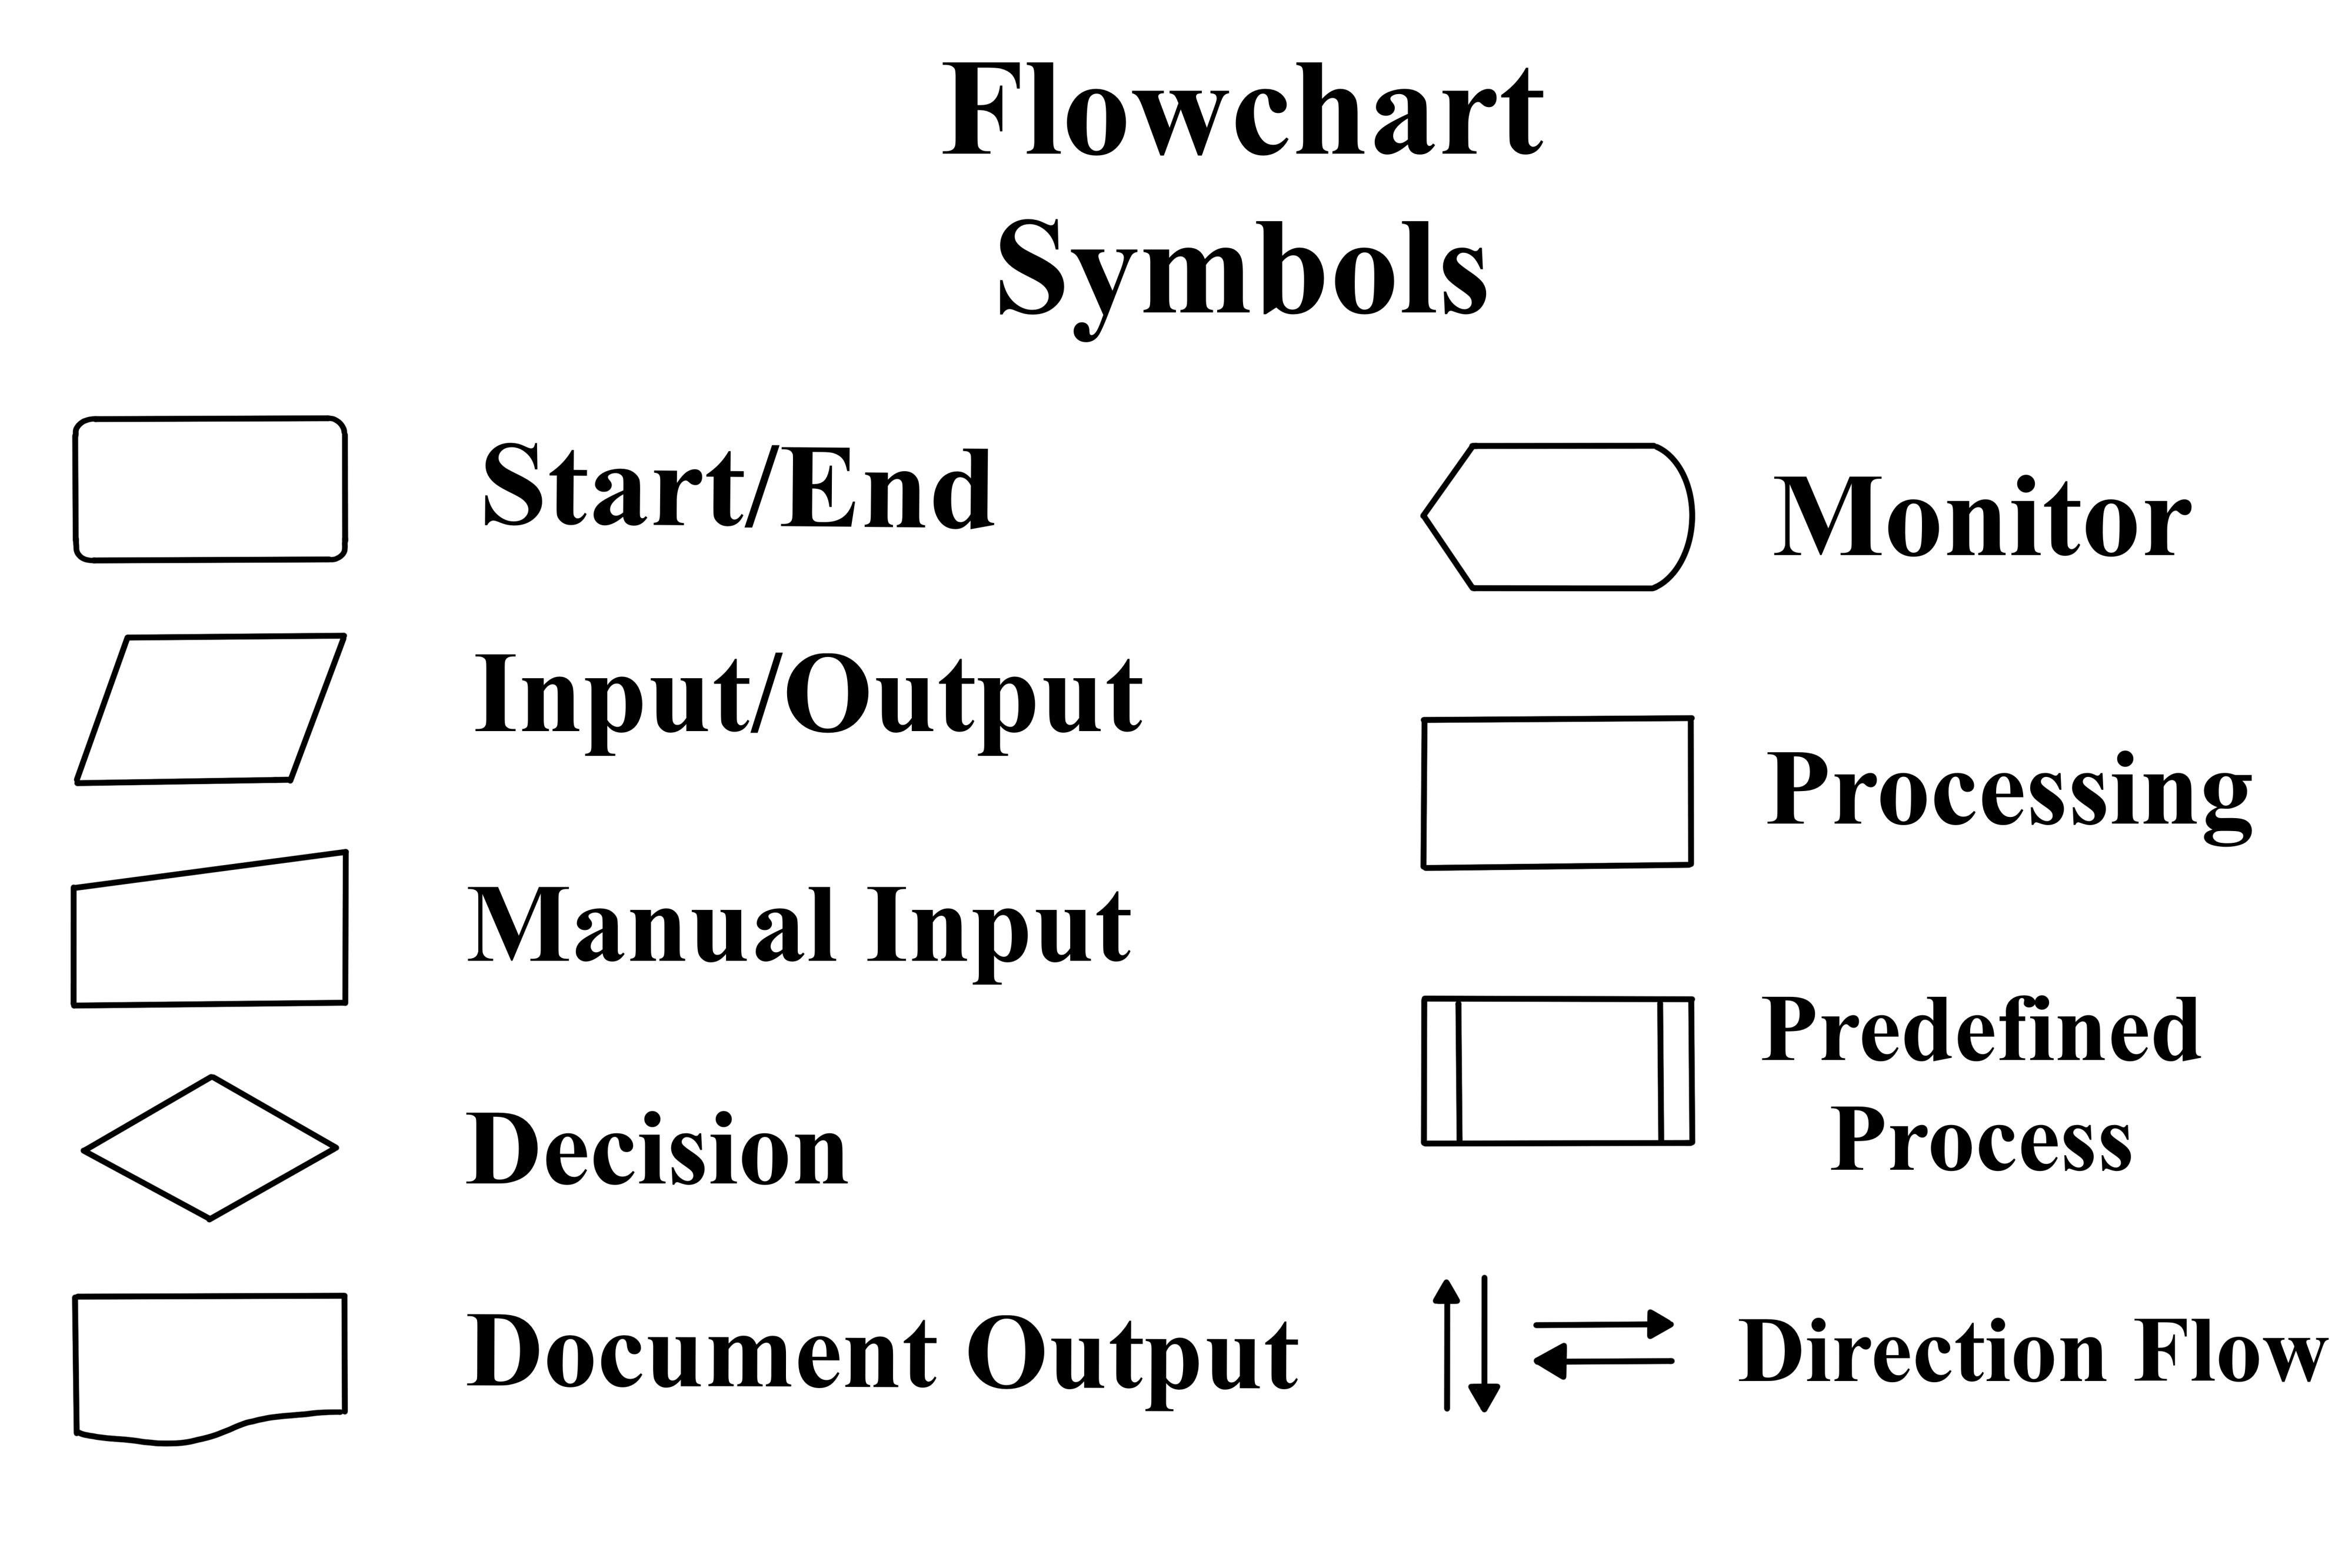 Flowchart
Symbols
Start/End
Input/Output
Manual Input
Decision
Document Output
Monitor
Processing
Predefined
Process
Direction Flow